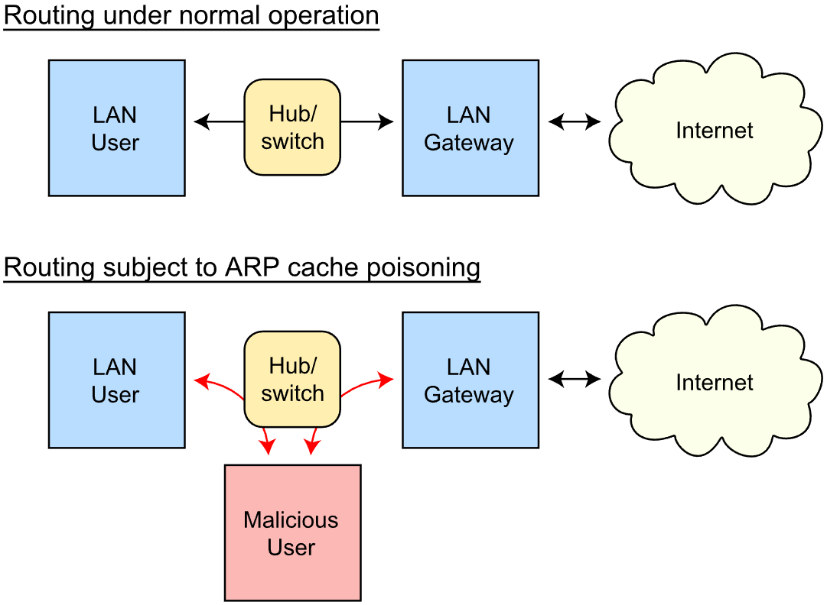 Routing under normal operation
LAN
User
Hub/
switch
LAN
Gateway
Internet
Routing subject to ARP cache poisoning
LAN
User
Hub/
switch
LAN
Gateway
Internet
Malicious
User